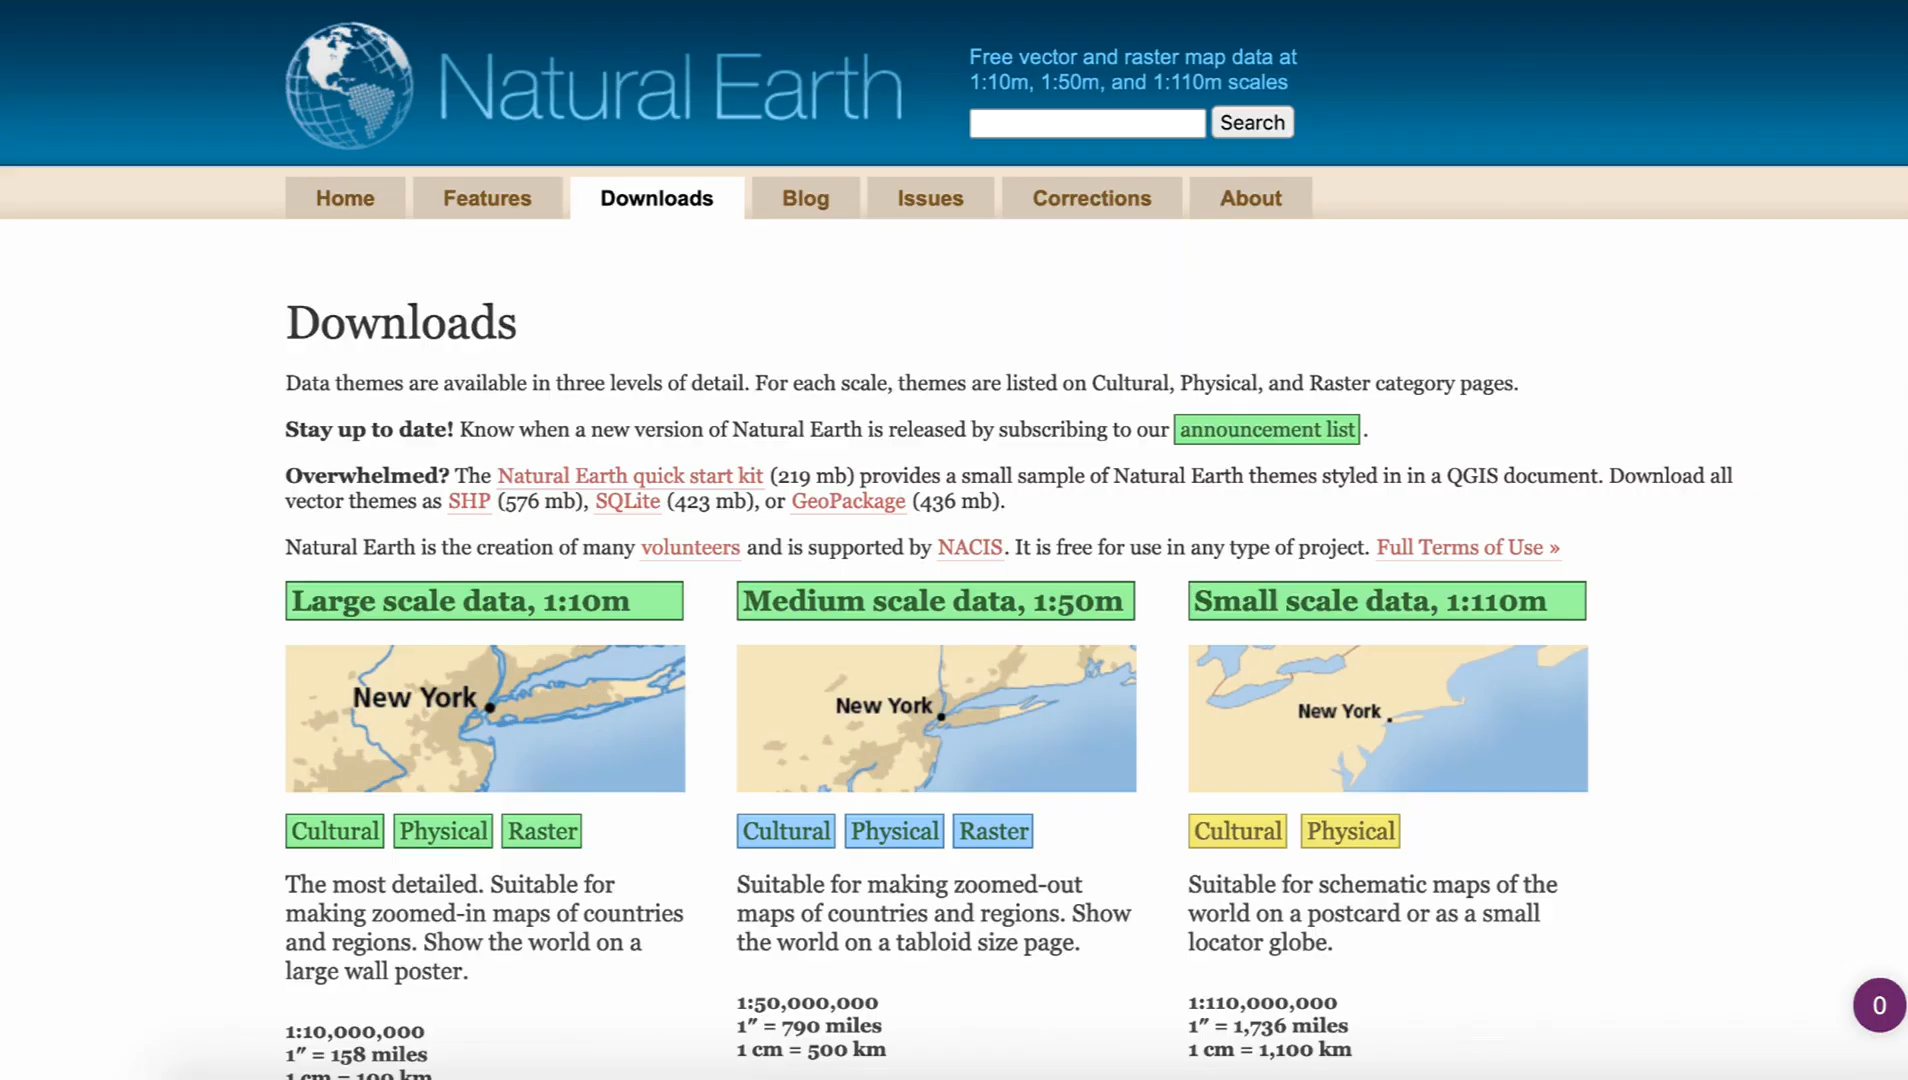 Natural Earth
Free vector and raster map data at
1:10m, 1:50m, and 1:110m scales
Search
Home
Features
Downloads
Blog
Issues
Corrections
About
Downloads
Data themes are available in three levels of detail. For each scale, themes are listed on Cultural, Physical, and Raster category pages.
Stay up to date! Know when a new version of Natural Earth is released by subscribing to our announcement list.
Overwhelmed? The Natural Earth quick start kit (219 mb) provides a small sample of Natural Earth themes styled in in a QGIS document. Download all
vector themes as SHP (576 mb), SQLite (423 mb), or GeoPackage (436 mb).
Natural Earth is the creation of many volunteers and is supported by NACIS. It is free for use in any type of project. Full Terms of Use »
Large scale data, 1:10m
New York
Cultural Physical Raster
The most detailed. Suitable for
making zoomed-in maps of countries
and regions. Show the world on a
large wall poster.
1:10,000,000
1″ = 158 miles
1 cm = 100 km
Medium scale data, 1:50m
New York
Cultural Physical Raster
Suitable for making zoomed-out
maps of countries and regions. Show
the world on a tabloid size page.
1:50,000,000
1″ = 790 miles
1 cm = 500 km
Small scale data, 1:110m
New York
Cultural Physical
Suitable for schematic maps of the
world on a postcard or as a small
locator globe.
1:110,000,000
1″ = 1,736 miles
1 cm = 1,100 km
0